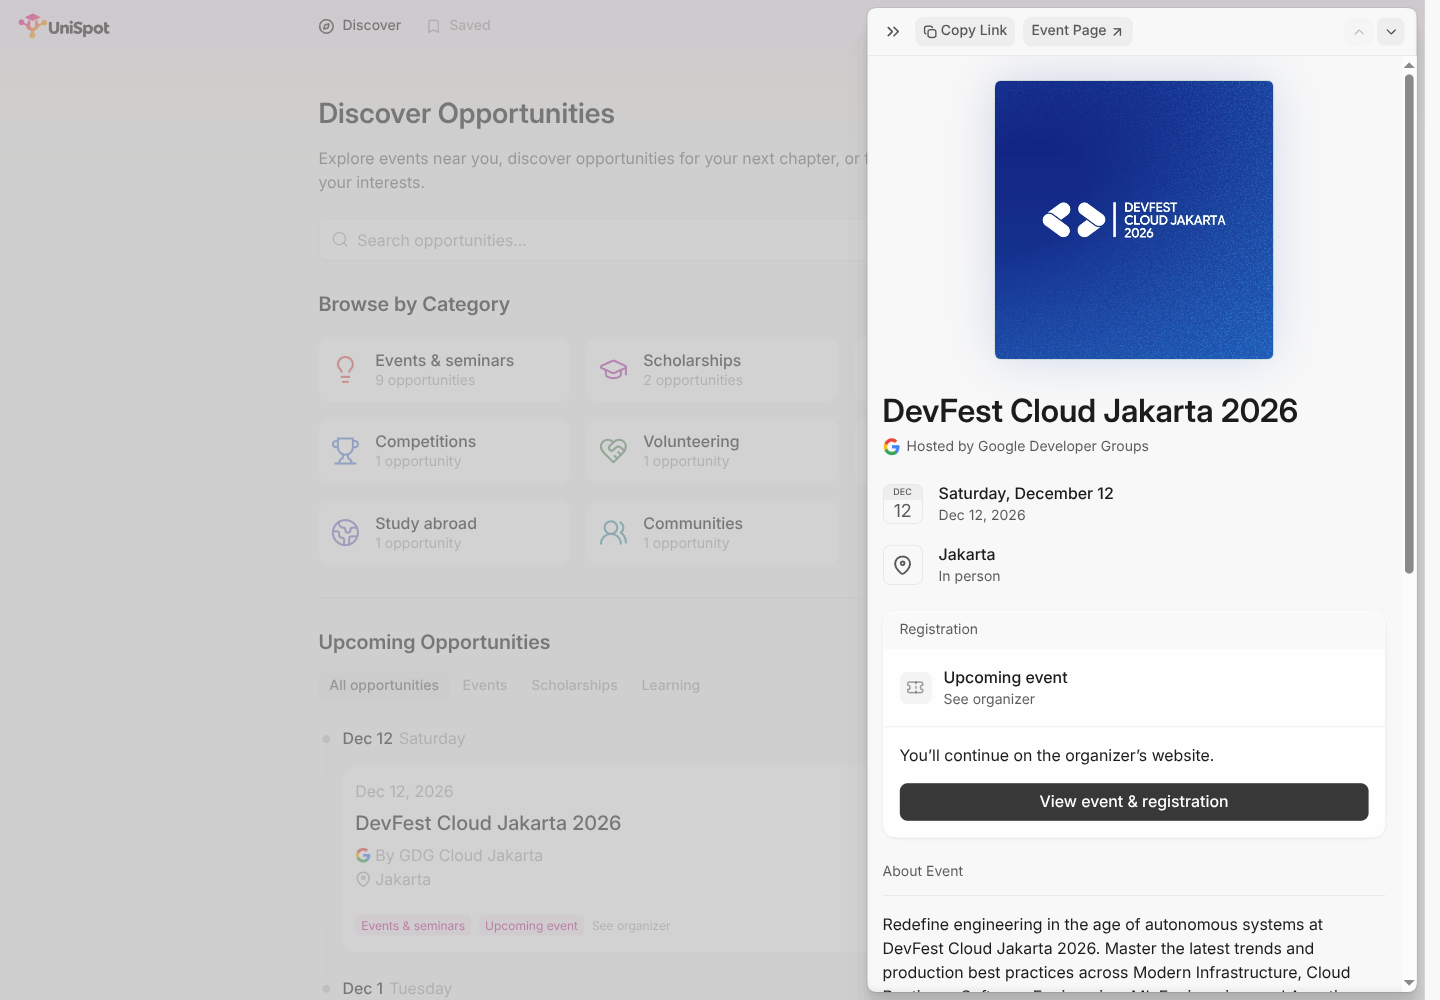 UniSpot
Discover
Saved
Discover Opportunities
Explore events near you, discover opportunities for your next chapter, or
your interests.
Search opportunities...
Browse by Category
Events & seminars
9 opportunities
Scholarships
2 opportunities
Competitions
1 opportunity
Volunteering
1 opportunity
Study abroad
1 opportunity
Communities
1 opportunity
Upcoming Opportunities
All opportunities
Events
Scholarships
Learning
Dec 12 Saturday
Dec 12, 2026
DevFest Cloud Jakarta 2026
By GDG Cloud Jakarta
Jakarta
Events & seminars
Upcoming event
See organizer
Dec 1 Tuesday
Copy Link
Event Page
DEVFEST
CLOUD JAKARTA
2026
DevFest Cloud Jakarta 2026
Hosted by Google Developer Groups
DEC
12
Saturday, December 12
Dec 12, 2026
Jakarta
In person
Registration
Upcoming event
See organizer
You’ll continue on the organizer’s website.
View event & registration
About Event
Redefine engineering in the age of autonomous systems at
DevFest Cloud Jakarta 2026. Master the latest trends and
production best practices across Modern Infrastructure, Cloud